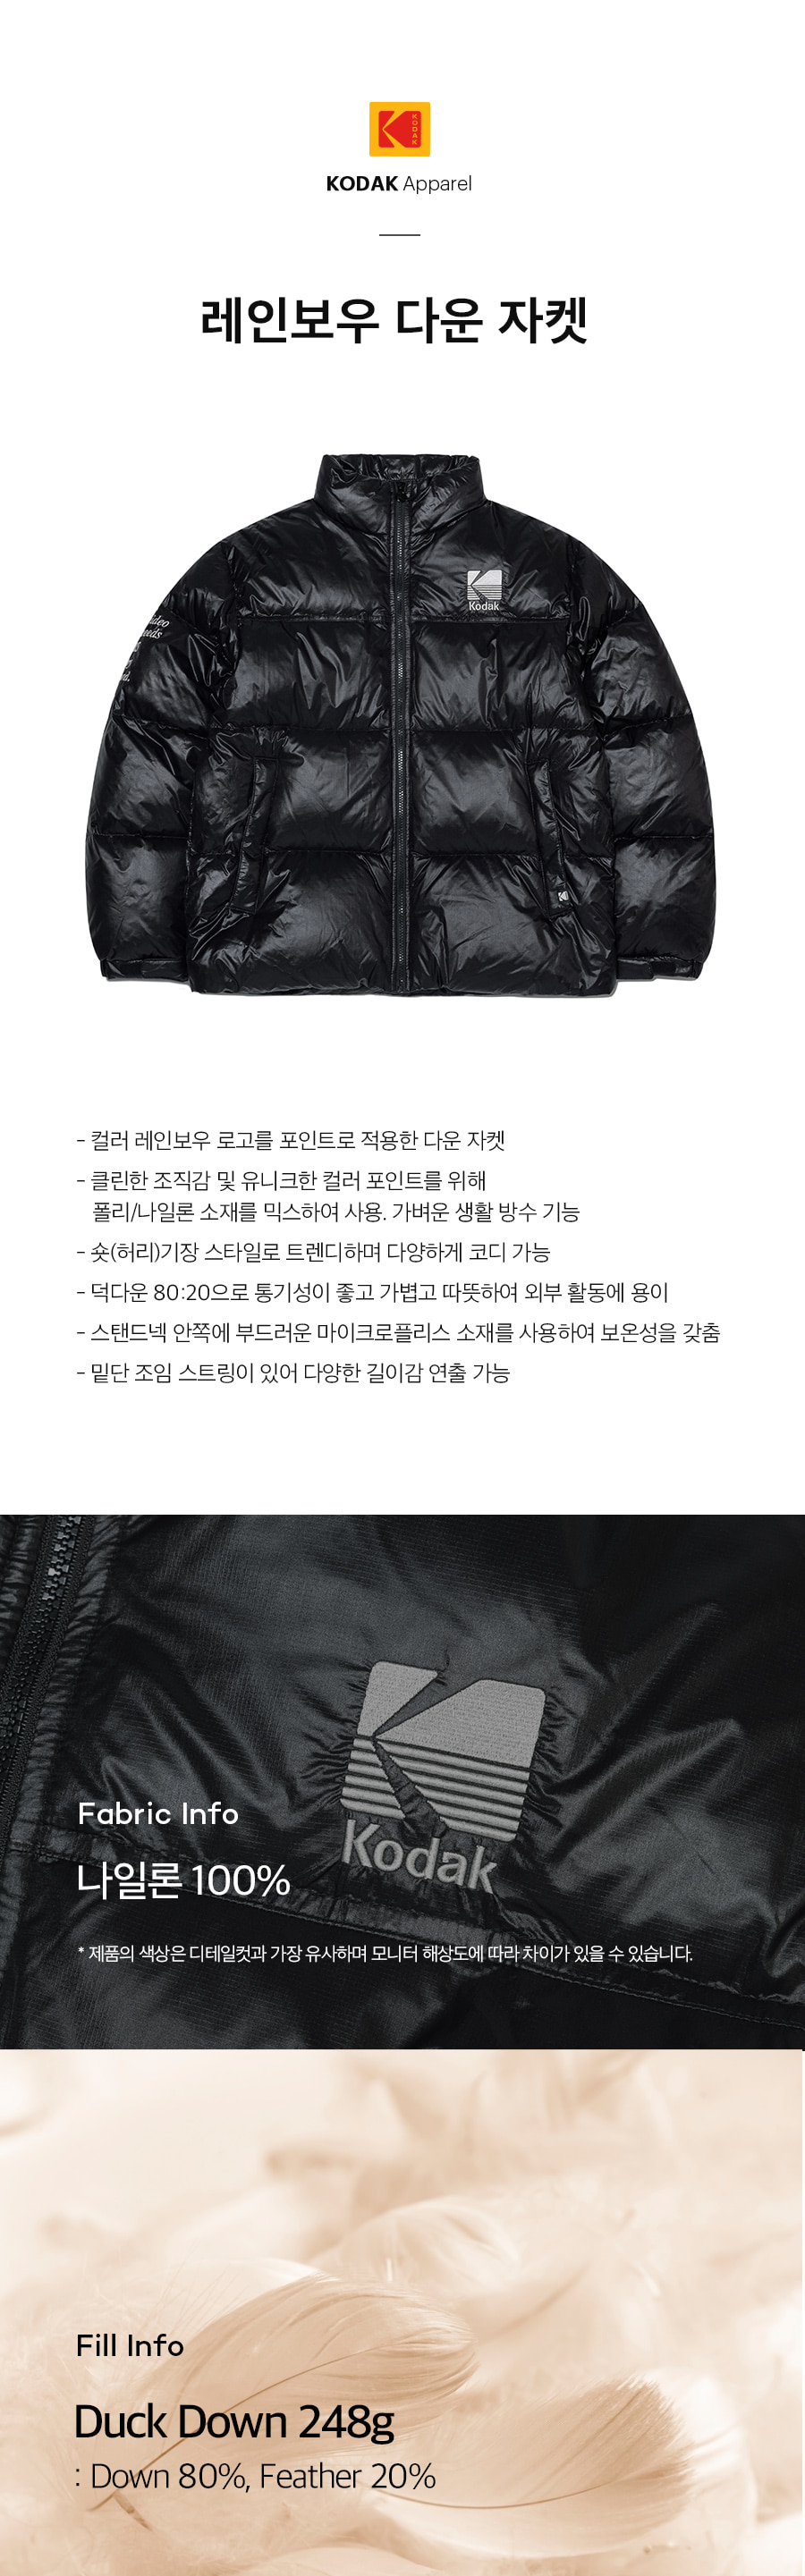 KODAK
KODAK Apparel
레인보우 다운 자켓
Kodak
- 컬러 레인보우 로고를 포인트로 적용한 다운 자켓
- 클린한 조직감 및 유니크한 컬러 포인트를 위해
폴리/나일론 소재를 믹스하여 사용. 가벼운 생활 방수 기능
- 숏(허리)기장 스타일로 트렌디하며 다양하게 코디 가능
- 덕다운 80:20으로 통기성이 좋고 가볍고 따뜻하여 외부 활동에 용이
- 스탠드넥 안쪽에 부드러운 마이크로플리스 소재를 사용하여 보온성을 갖춤
- 밑단 조임 스트링이 있어 다양한 길이감 연출 가능
Kodak
Fabric Info
나일론 100%
* 제품의 색상은 디테일컷과 가장 유사하며 모니터 해상도에 따라 차이가 있을 수 있습니다.
Fill Info
Duck Down 248g
: Down 80%, Feather 20%